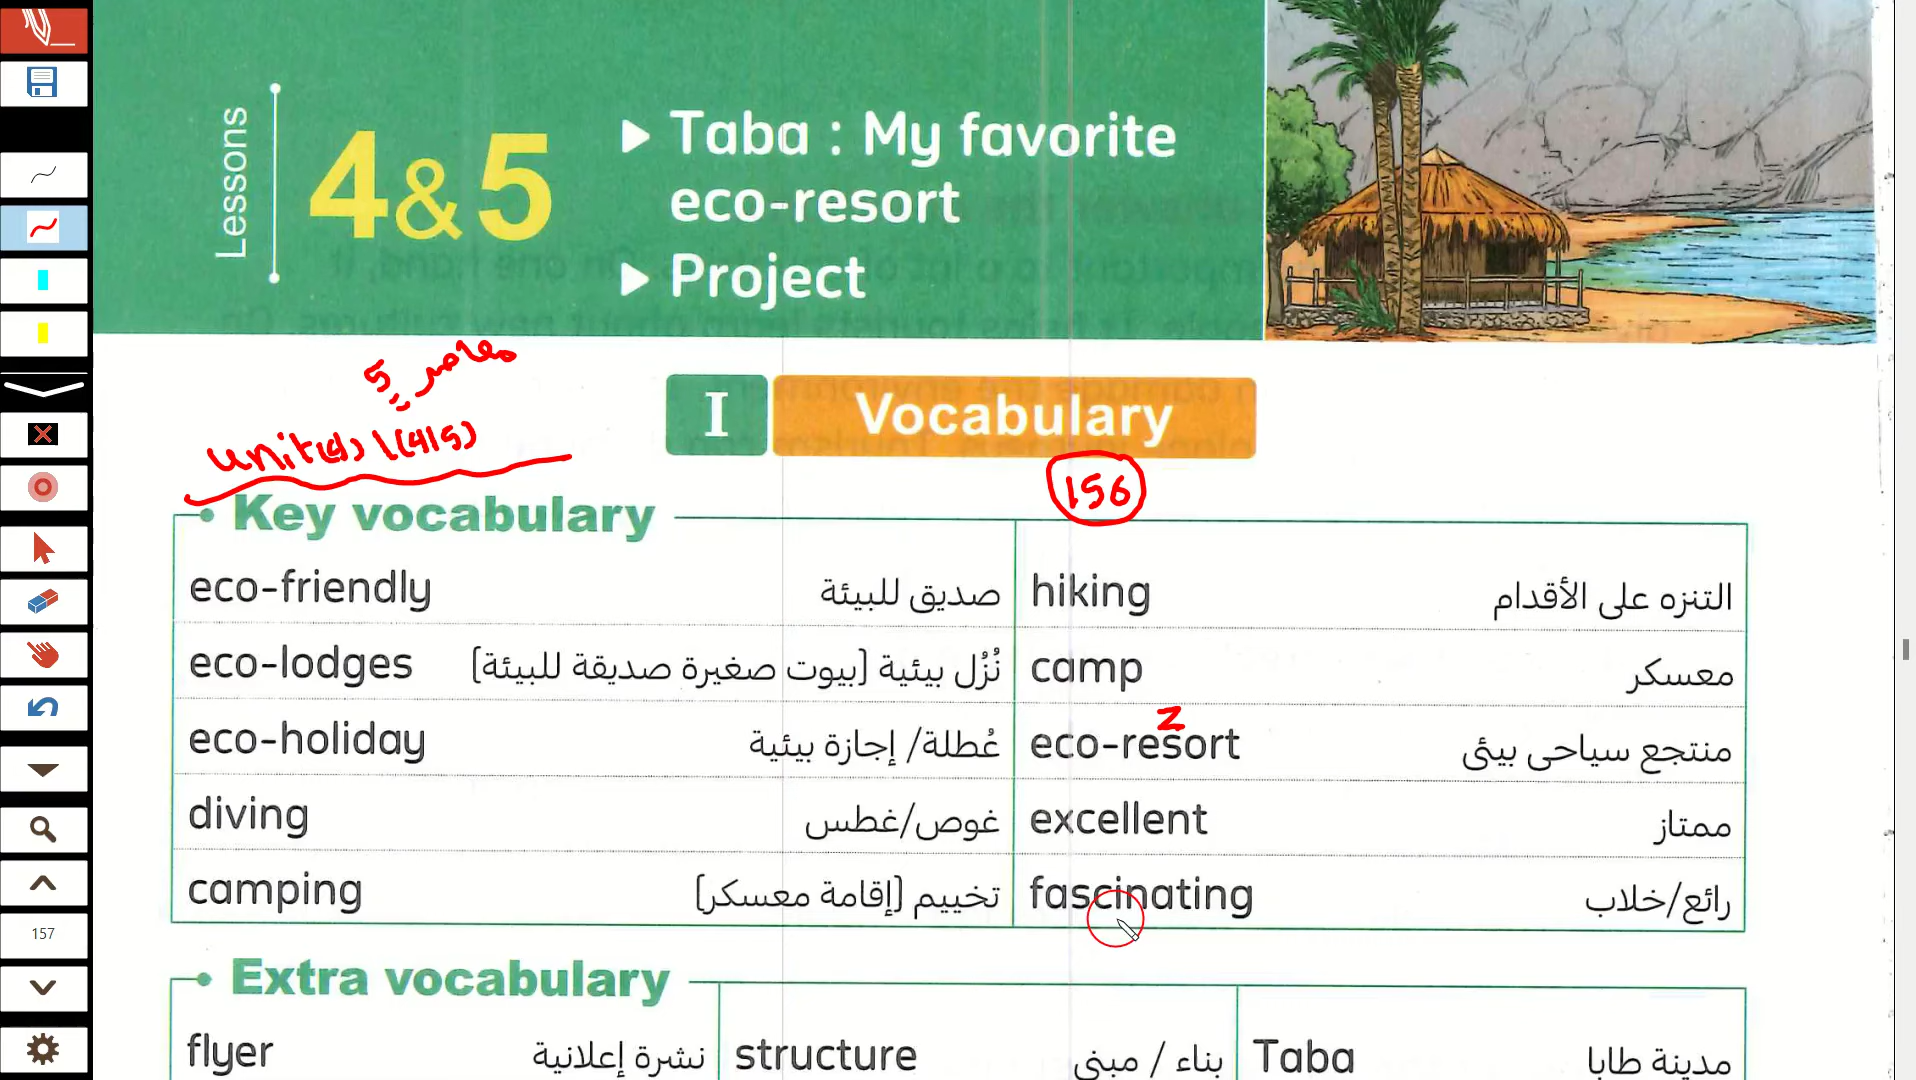 Lessons
4&5
Taba : My favorite
eco-resort
Project
معاصر 5
unit(4) 1(4|5)
I Vocabulary
156
Key vocabulary
eco-friendly صديق للبيئة hiking التنزه على الأقدام
eco-lodges نُزُل بيئية [بيوت صغيرة صديقة للبيئة] camp معسكر
z
eco-holiday عُطلة/ إجازة بيئية eco-resort منتجع سياحى بيئى
diving غوص/غطس excellent ممتاز
camping تخييم [إقامة معسكر] fascinating رائع/خلاب
Extra vocabulary
flyer نشرة إعلانية structure بناء / مبنى Taba مدينة طابا
157